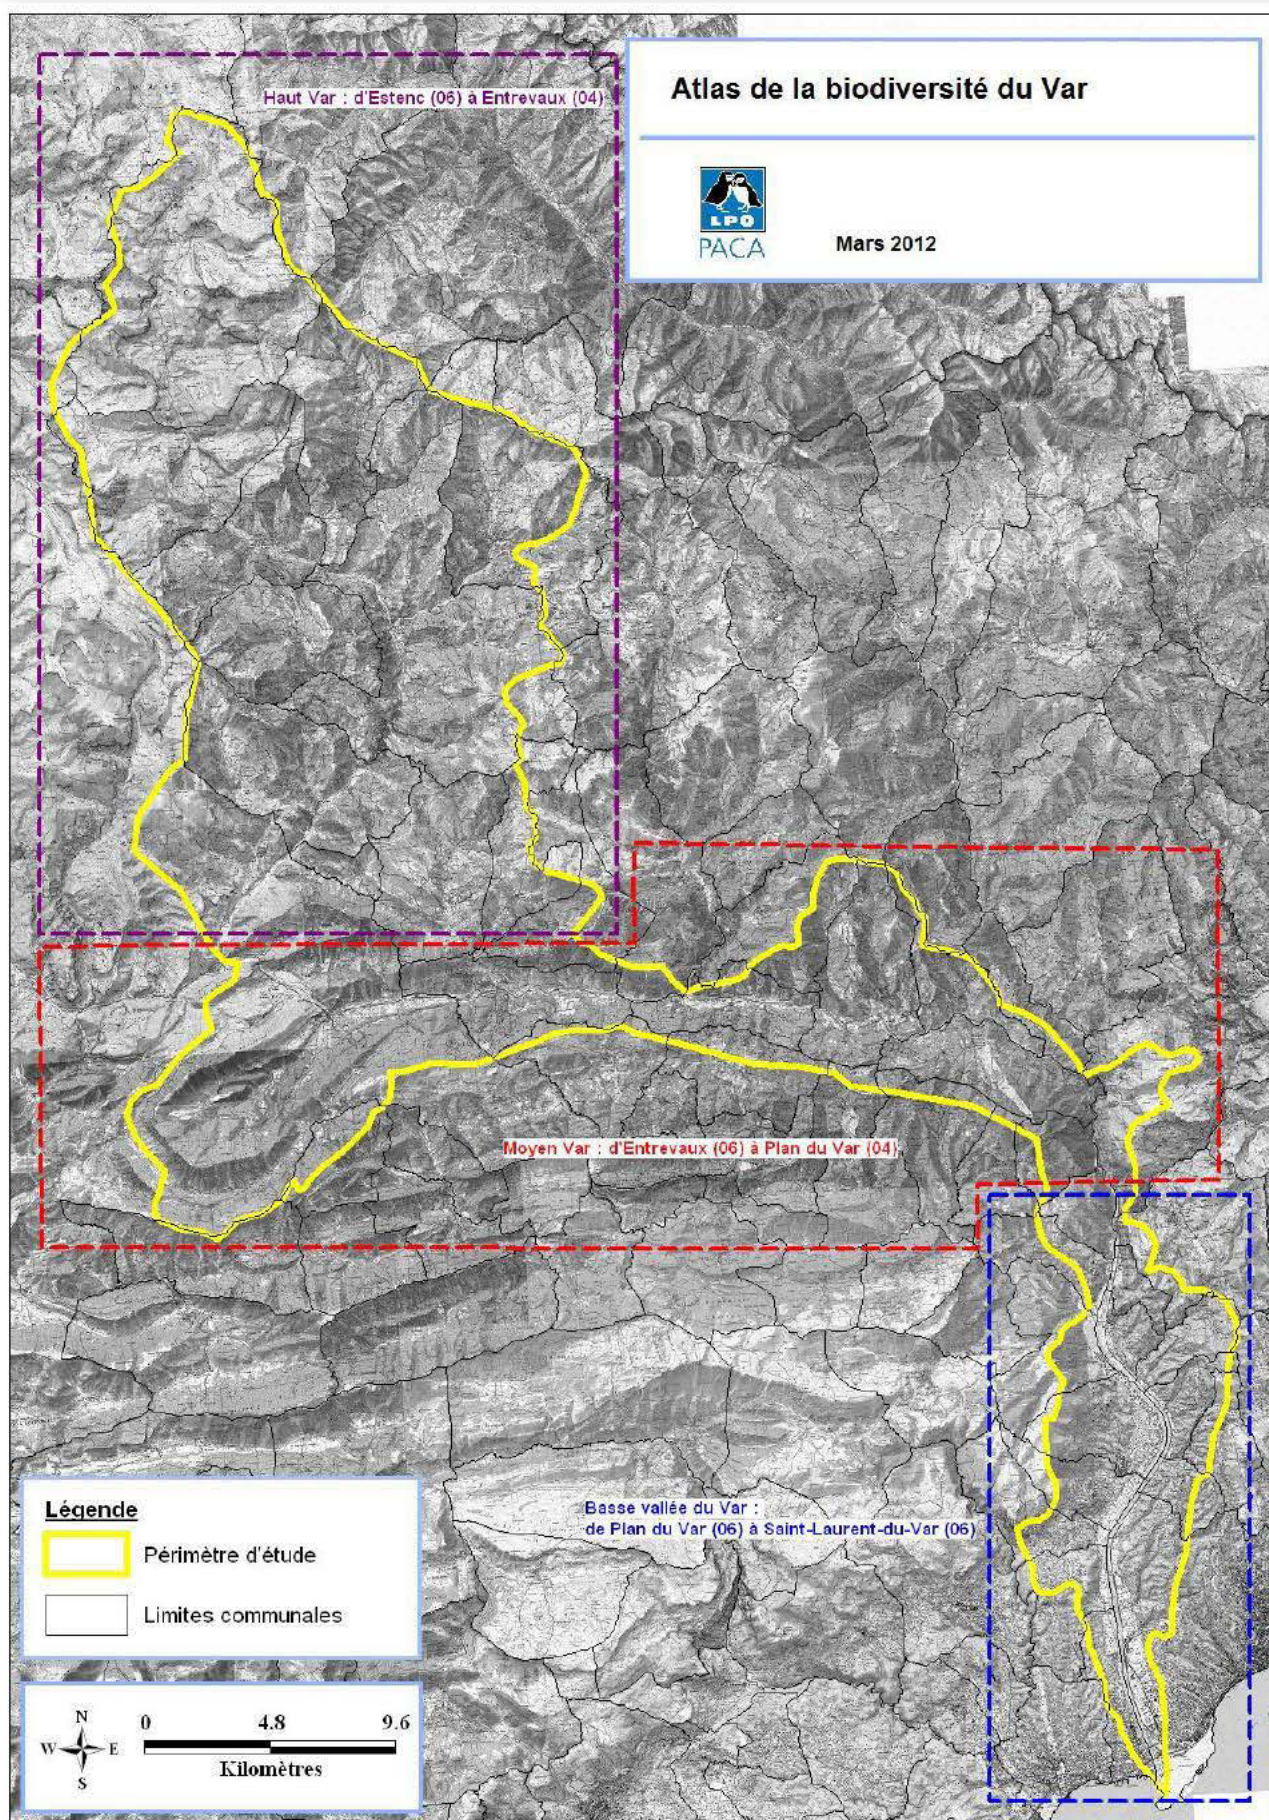 Haut Var : d'Estenc (06) à Entrevaux (04)
Atlas de la biodiversité du Var
LPO
PACA
Mars 2012
Moyen Var : d'Entrevaux (06) à Plan du Var (04)
Basse vallée du Var :
de Plan du Var (06) à Saint-Laurent-du-Var (06)
Légende
Périmètre d'étude
Limites communales
N
W E
S
0 4.8 9.6
Kilomètres